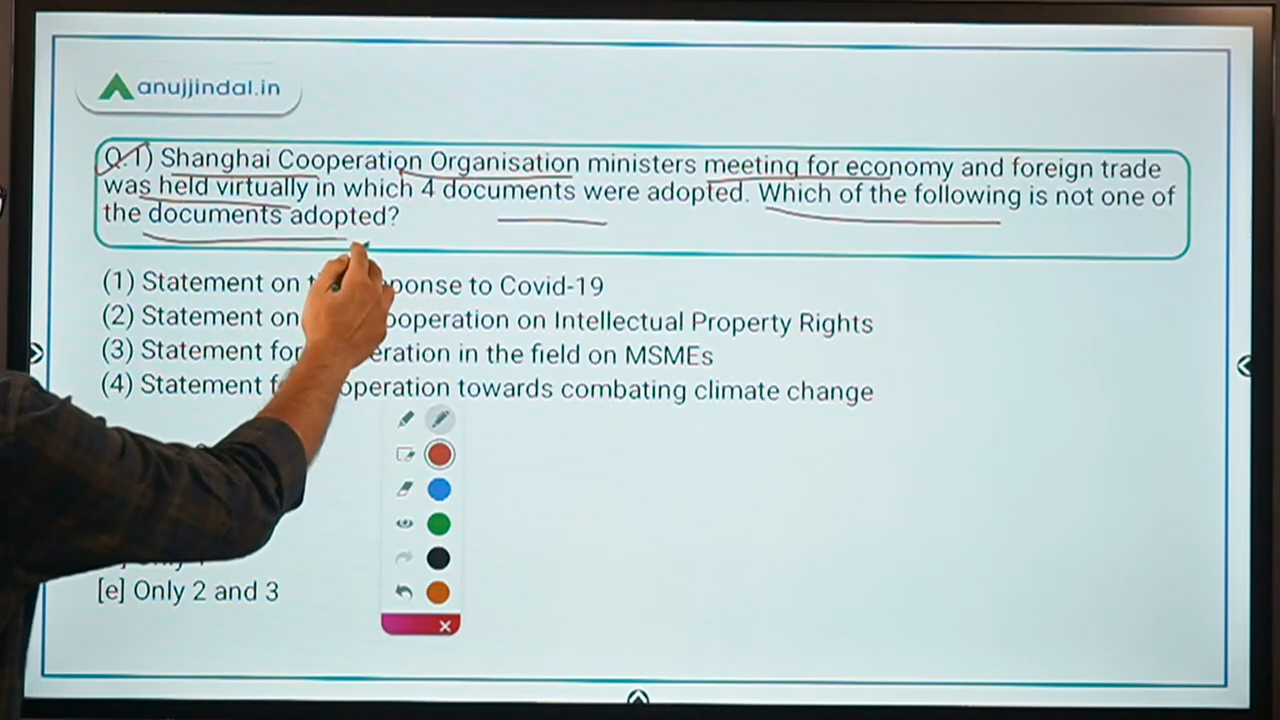 anujjindal.in
Q.1) Shanghai Cooperation Organisation ministers meeting for economy and foreign trade
was held virtually in which 4 documents were adopted. Which of the following is not one of
the documents adopted?
(1) Statement on ponse to Covid-19
(2) Statement on ooperation on Intellectual Property Rights
(3) Statement for eration in the field on MSMEs
(4) Statement f operation towards combating climate change
[e] Only 2 and 3